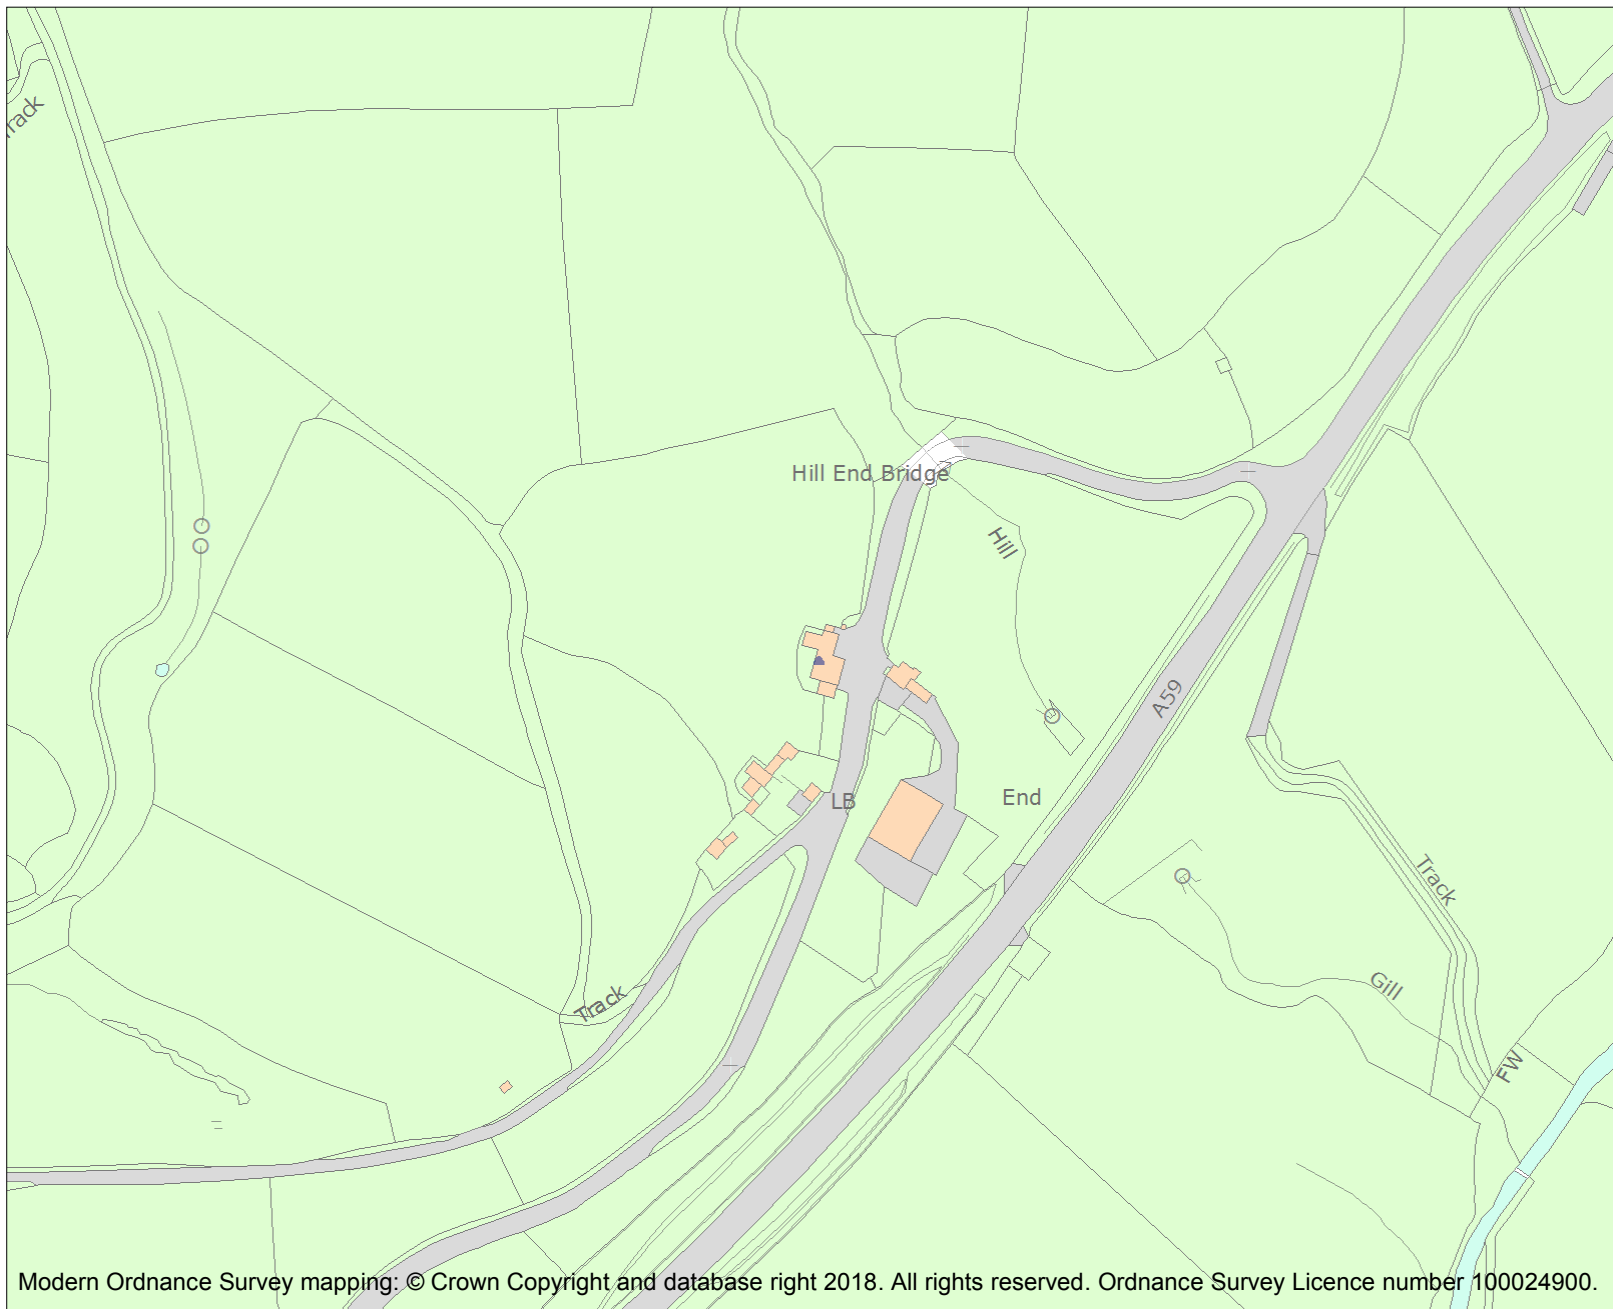 Track
Hill End Bridge
Hill
A59
LB
End
Track
Gill
Track
FW
Modern Ordnance Survey mapping: © Crown Copyright and database right 2018. All rights reserved. Ordnance Survey Licence number 100024900.